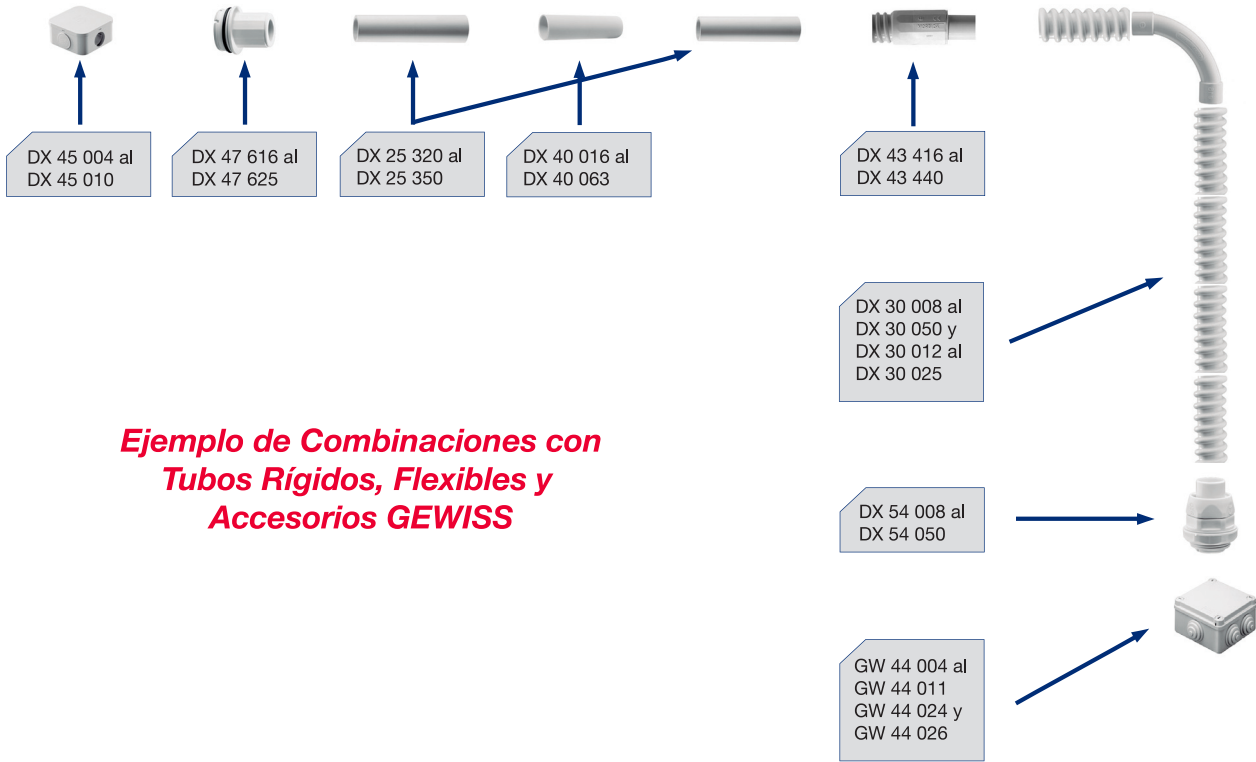 DX 45 004 al
DX 45 010
DX 47 616 al
DX 47 625
DX 25 320 al
DX 25 350
DX 40 016 al
DX 40 063
DX 43 416 al
DX 43 440
DX 30 008 al
DX 30 050 y
DX 30 012 al
DX 30 025
Ejemplo de Combinaciones con
Tubos Rígidos, Flexibles y
Accesorios GEWISS
DX 54 008 al
DX 54 050
GW 44 004 al
GW 44 011
GW 44 024 y
GW 44 026